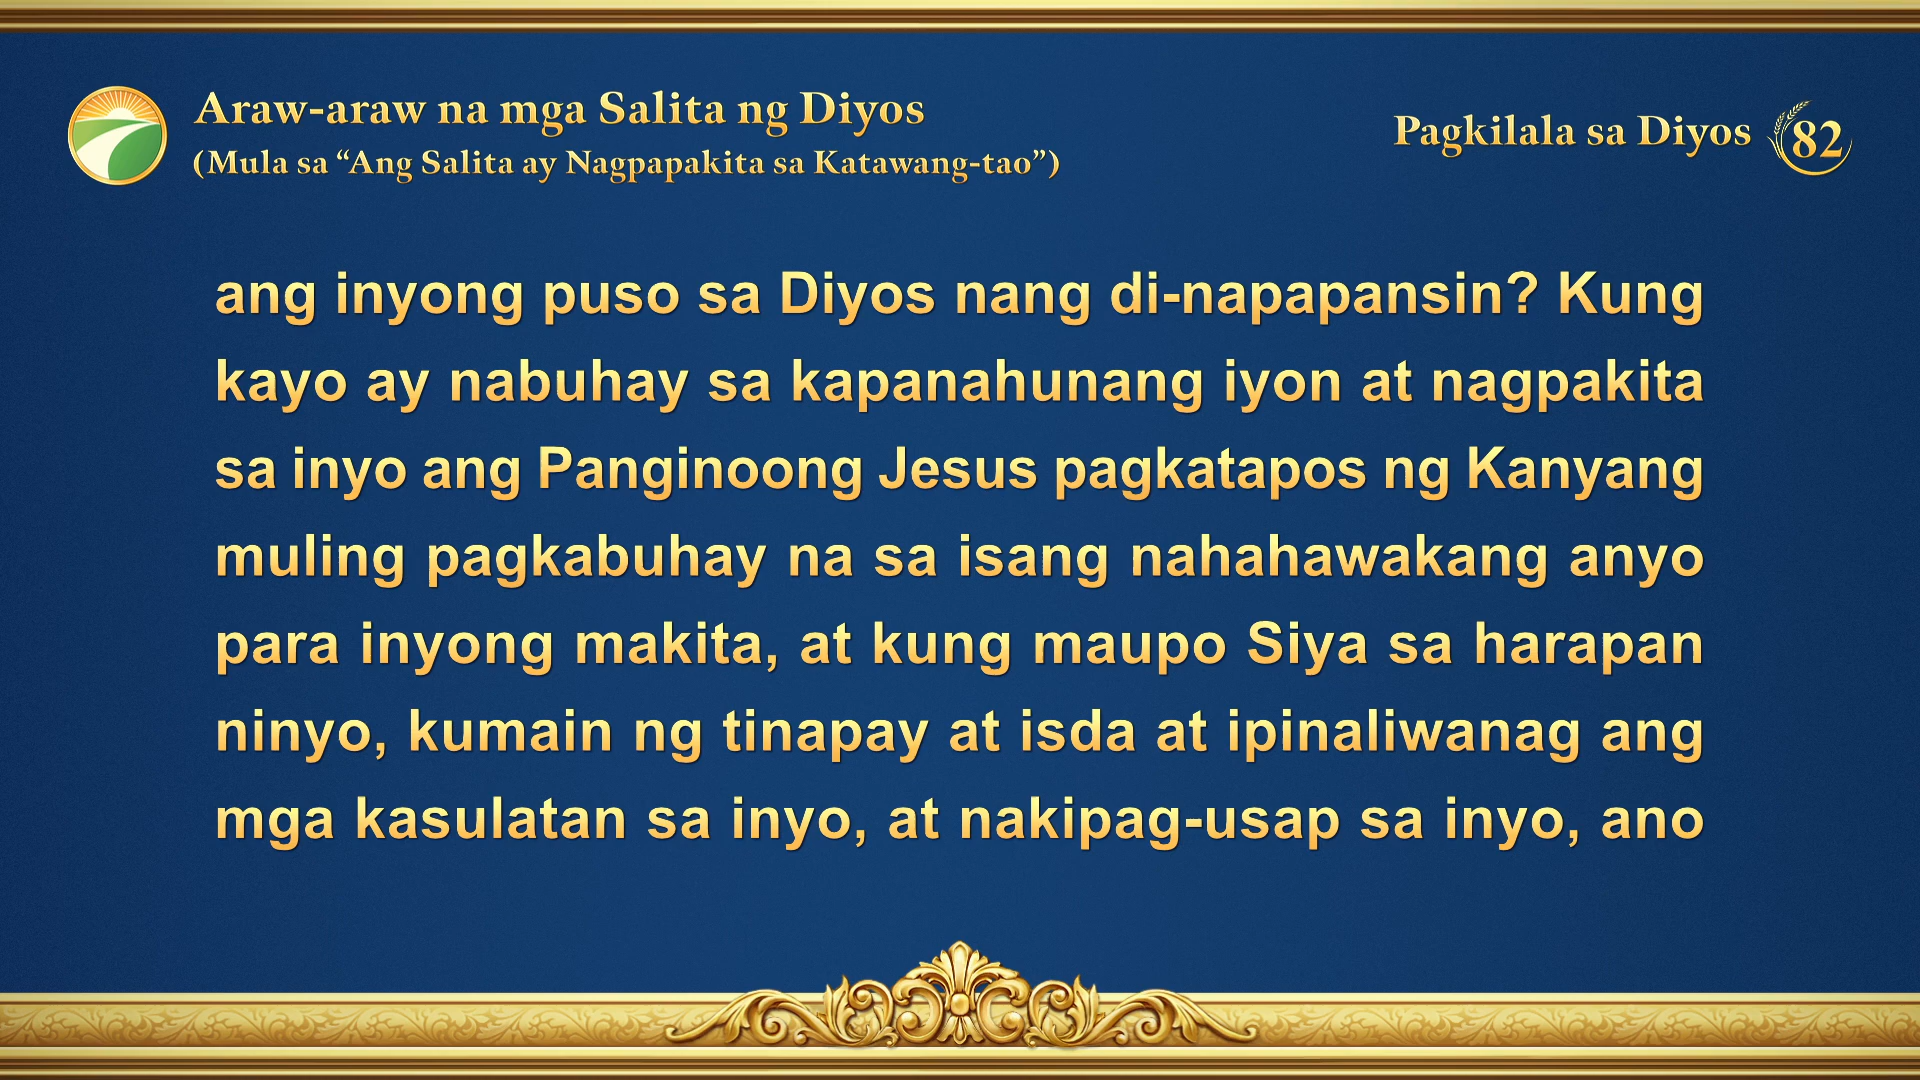 Araw-araw na mga Salita ng Diyos
(Mula sa “Ang Salita ay Nagpapakita sa Katawang-tao”)
Pagkilala sa Diyos 82
ang inyong puso sa Diyos nang di-napapansin? Kung
kayo ay nabuhay sa kapanahunang iyon at nagpakita
sa inyo ang Panginoong Jesus pagkatapos ng Kanyang
muling pagkabuhay na sa isang nahahawakang anyo
para inyong makita, at kung maupo Siya sa harapan
ninyo, kumain ng tinapay at isda at ipinaliwanag ang
mga kasulatan sa inyo, at nakipag-usap sa inyo, ano